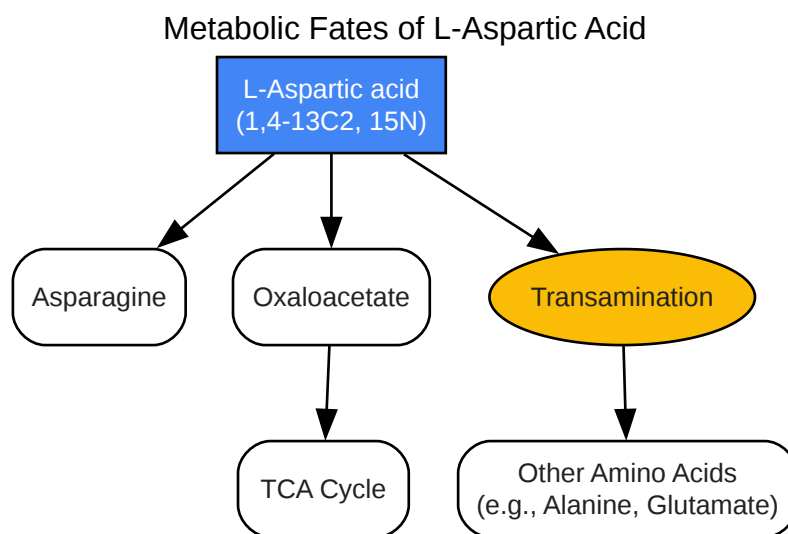 Metabolic Fates of L-Aspartic Acid
L-Aspartic acid
(1,4-13C2, 15N)
Asparagine
Oxaloacetate
Transamination
TCA Cycle
Other Amino Acids
(e.g., Alanine, Glutamate)